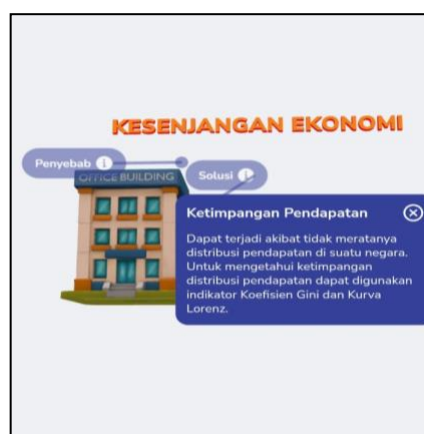 KESENJANGAN EKONOMI
Penyebab
OFFICE BUILDING
Solusi
Ketimpangan Pendapatan
Dapat terjadi akibat tidak meratanya
distribusi pendapatan di suatu negara.
Untuk mengetahui ketimpangan
distribusi pendapatan dapat digunakan
indikator Koefisien Gini dan Kurva
Lorenz.